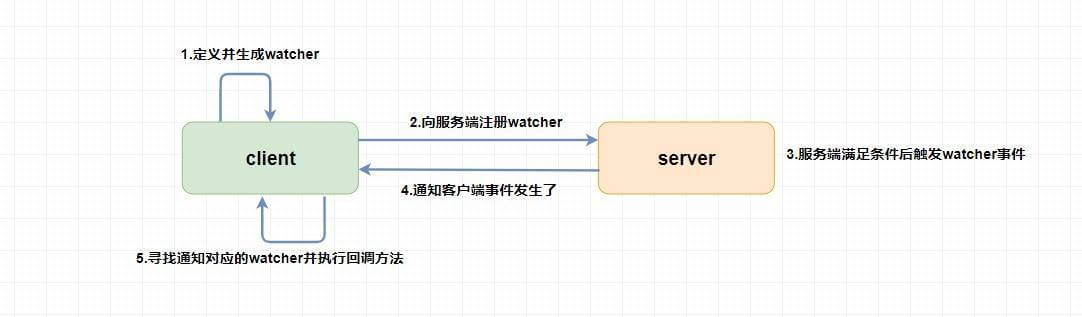 1.定义并生成watcher
2.向服务端注册watcher
client
server
3.服务端满足条件后触发watcher事件
4.通知客户端事件发生了
5.寻找通知对应的watcher并执行回调方法